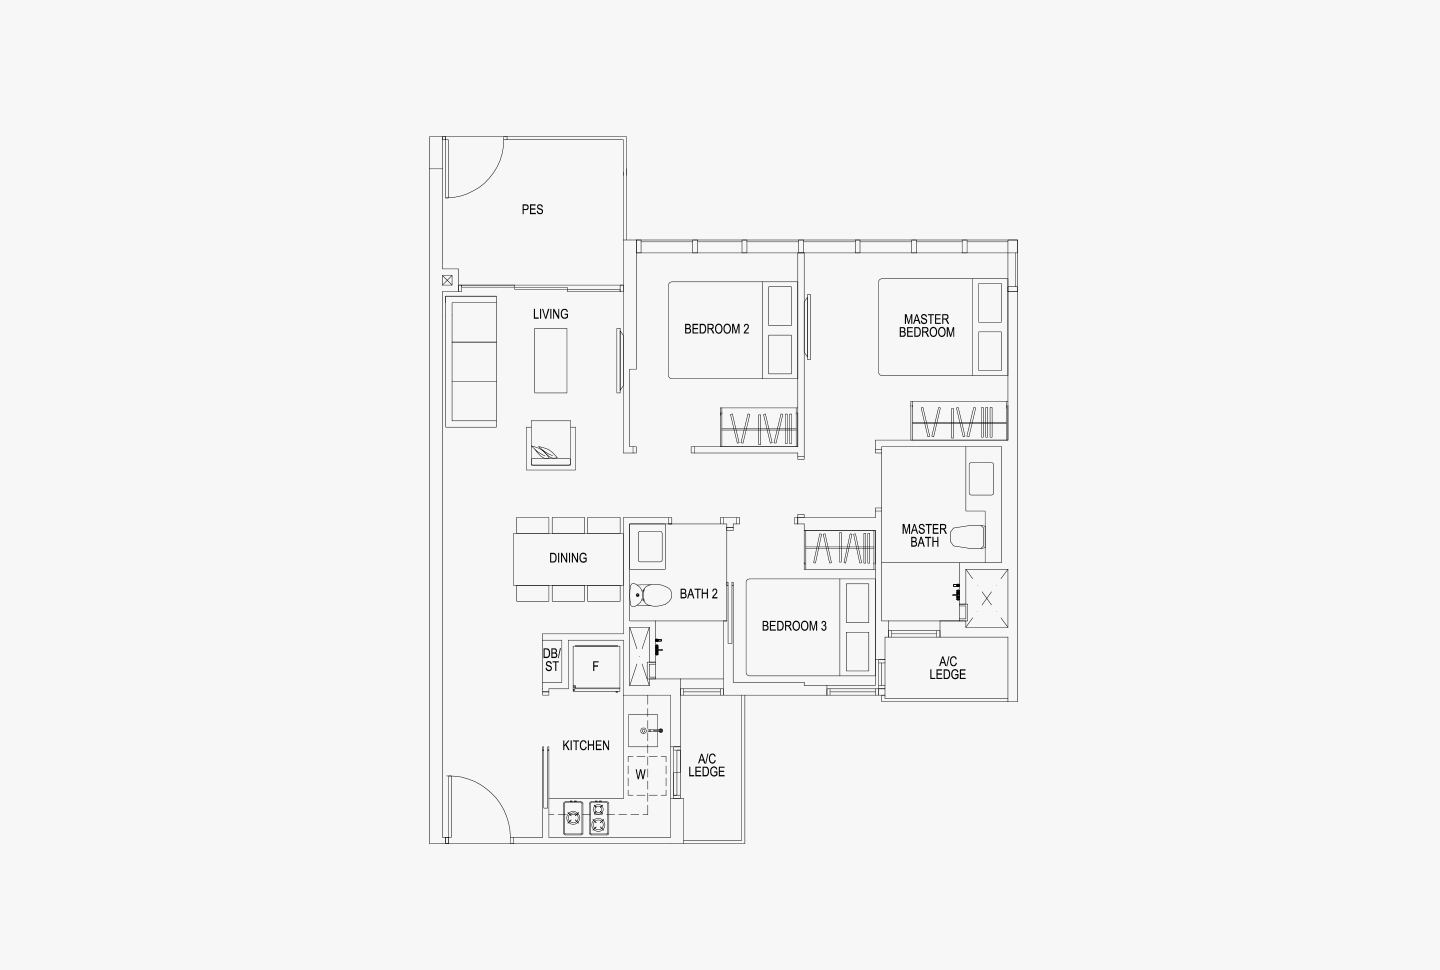 PES
LIVING
BEDROOM 2
MASTER
BEDROOM
DINING
BATH 2
MASTER
BATH
BEDROOM 3
DB/
ST
F
A/C
LEDGE
KITCHEN
W
A/C
LEDGE